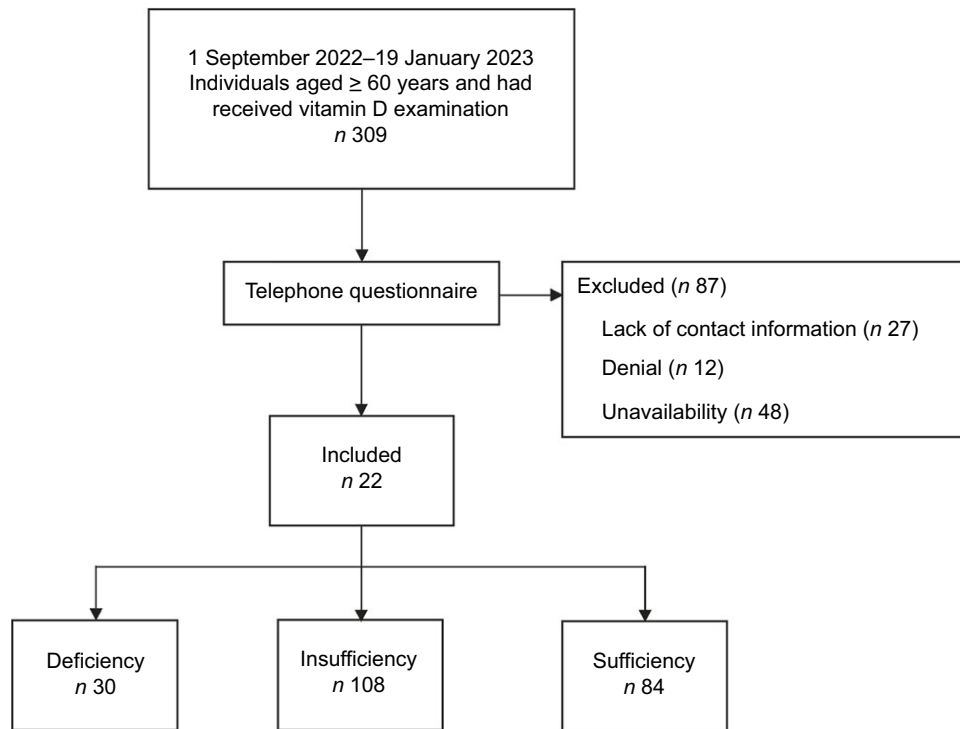 1 September 2022–19 January 2023
Individuals aged ≥ 60 years and had
received vitamin D examination
n 309
Telephone questionnaire
Excluded (n 87)
Lack of contact information (n 27)
Denial (n 12)
Unavailability (n 48)
Included
n 22
Deficiency
n 30
Insufficiency
n 108
Sufficiency
n 84